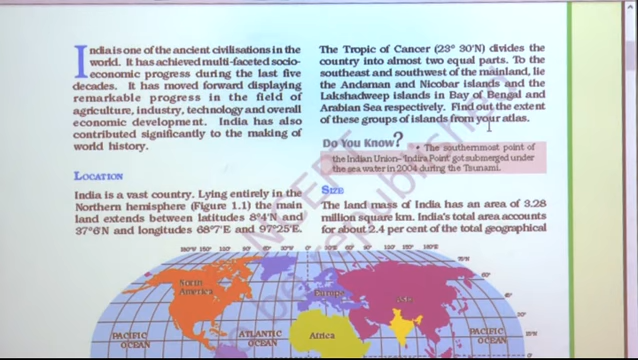 India is one of the ancient civilisations in the
world. It has achieved multi-faceted socio-
economic progress during the last five
decades. It has moved forward displaying
remarkable progress in the field of
agriculture, industry, technology and overall
economic development. India has also
contributed significantly to the making of
world history.
LOCATION
India is a vast country. Lying entirely in the
Northern hemisphere (Figure 1.1) the main
land extends between latitudes 8°4'N and
37°6'N and longitudes 68°7'E and 97°25'E.
The Tropic of Cancer (23° 30'N) divides the
country into almost two equal parts. To the
southeast and southwest of the mainland, lie
the Andaman and Nicobar islands and the
Lakshadweep islands in Bay of Bengal and
Arabian Sea respectively. Find out the extent
of these groups of islands from your atlas.
Do You Know?
• The southernmost point of
the Indian Union– 'Indira Point' got submerged under
the sea water in 2004 during the Tsunami.
SIZE
The land mass of India has an area of 3.28
million square km. India's total area accounts
for about 2.4 per cent of the total geographical
North
America
Europe
Asia
Africa
PACIFIC
OCEAN
ATLANTIC
OCEAN
PACIFIC
OCEAN